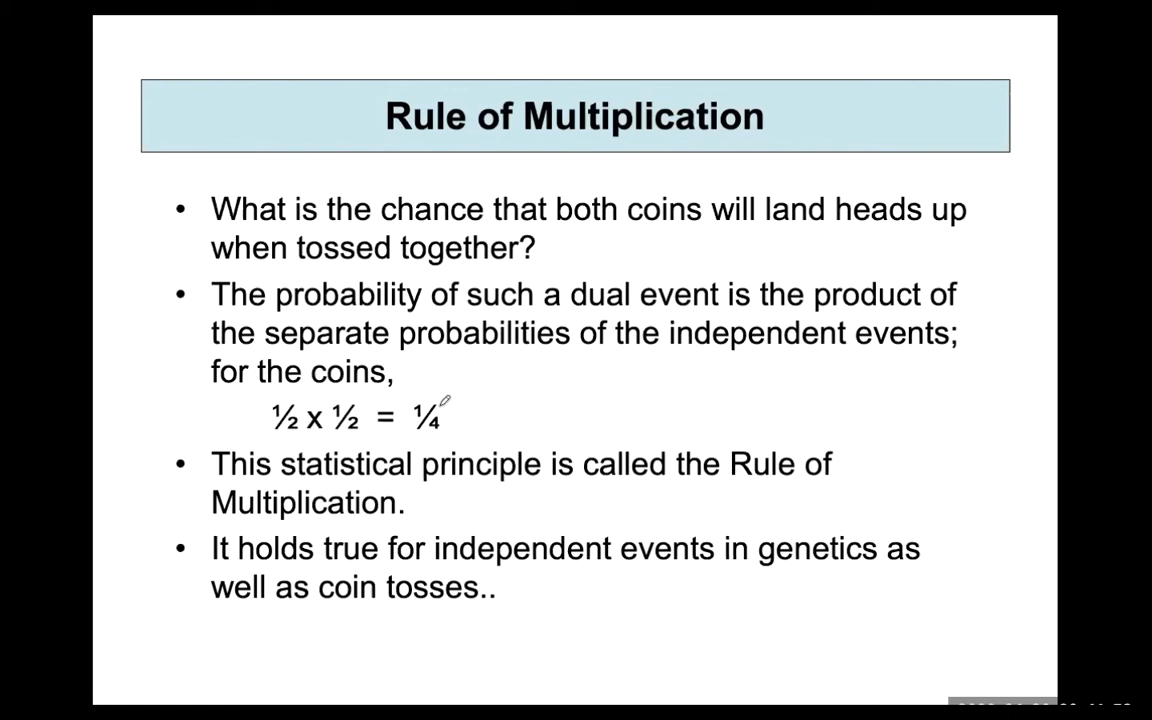 Rule of Multiplication
• What is the chance that both coins will land heads up
when tossed together?
• The probability of such a dual event is the product of
the separate probabilities of the independent events;
for the coins,
½ x ½ = ¼
• This statistical principle is called the Rule of
Multiplication.
• It holds true for independent events in genetics as
well as coin tosses..